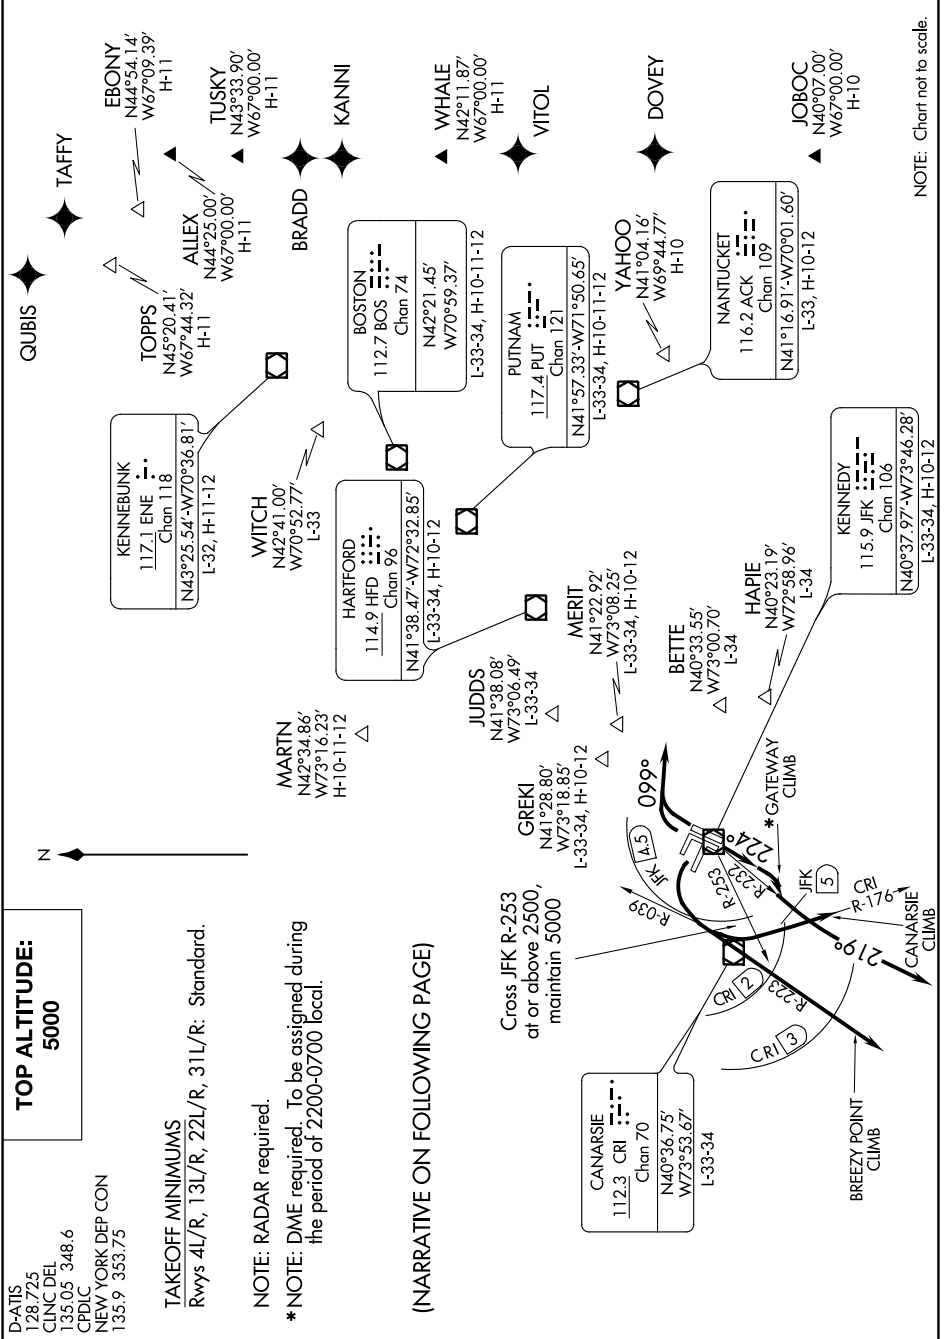 D-ATIS
128.725
CLNC DEL
135.05 348.6
CPDLC
NEW YORK DEP CON
135.9 353.75
TOP ALTITUDE:
5000
TAKEOFF MINIMUMS
Rwys 4L/R, 13L/R, 22L/R, 31L/R: Standard.
NOTE: RADAR required.
*NOTE: DME required. To be assigned during
the period of 2200-0700 local.
(NARRATIVE ON FOLLOWING PAGE)
N
QUBIS
TAFFY
EBONY
N44°54.14'
W67°09.39'
H-11
TOPPS
N45°20.41'
W67°44.32'
H-11
ALLEX
N44°25.00'
W67°00.00'
H-11
TUSKY
N43°33.90'
W67°00.00'
H-11
BRADD
KANNI
WHALE
N42°11.87'
W67°00.00'
H-11
VITOL
DOVEY
JOBOC
N40°07.00'
W67°00.00'
H-10
KENNEBUNK
117.1 ENE
Chan 118
N43°25.54'-W70°36.81'
L-32, H-11-12
WITCH
N42°41.00'
W70°52.77'
L-33
BOSTON
112.7 BOS
Chan 74
N42°21.45'
W70°59.37'
L-33-34, H-10-11-12
HARTFORD
114.9 HFD
Chan 96
N41°38.47'-W72°32.85'
L-33-34, H-10-12
PUTNAM
117.4 PUT
Chan 121
N41°57.33'-W71°50.65'
L-33-34, H-10-11-12
YAHOO
N41°04.16'
W69°44.77'
H-10
NANTUCKET
116.2 ACK
Chan 109
N41°16.91'-W70°01.60'
L-33, H-10-12
MARTN
N42°34.86'
W73°16.23'
H-10-11-12
JUDDS
N41°38.08'
W73°06.49'
L-33-34
GREKI
N41°28.80'
W73°18.85'
L-33-34, H-10-12
MERIT
N41°22.92'
W73°08.25'
L-33-34, H-10-12
BETTE
N40°33.55'
W73°00.70'
L-34
HAPIE
N40°23.19'
W72°58.96'
L-34
KENNEDY
115.9 JFK
Chan 106
N40°37.97'-W73°46.28'
L-33-34, H-10-12
Cross JFK R-253
at or above 2500,
maintain 5000
099°
JFK 4.5
R-039
R-253
R-232
224°
*GATEWAY
CLIMB
JFK
5
CRI
R-176
CANARSIE
CLIMB
219°
R-223
CRI 2
CRI 3
BREEZY POINT
CLIMB
CANARSIE
112.3 CRI
Chan 70
N40°36.75'
W73°53.67'
L-33-34
NOTE: Chart not to scale.